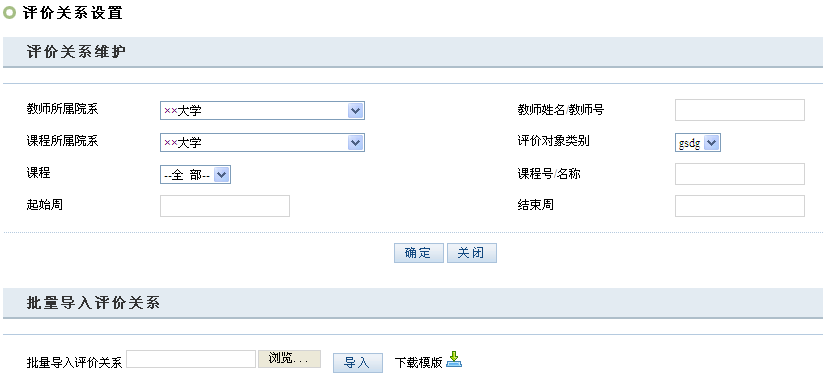 评价关系设置
评价关系维护
教师所属院系 ××大学 教师姓名/教师号
课程所属院系 ××大学 评价对象类别 gsdg
课程 --全 部-- 课程号/名称
起始周 结束周
确定 关闭
批量导入评价关系
批量导入评价关系 浏览... 导入 下载模版